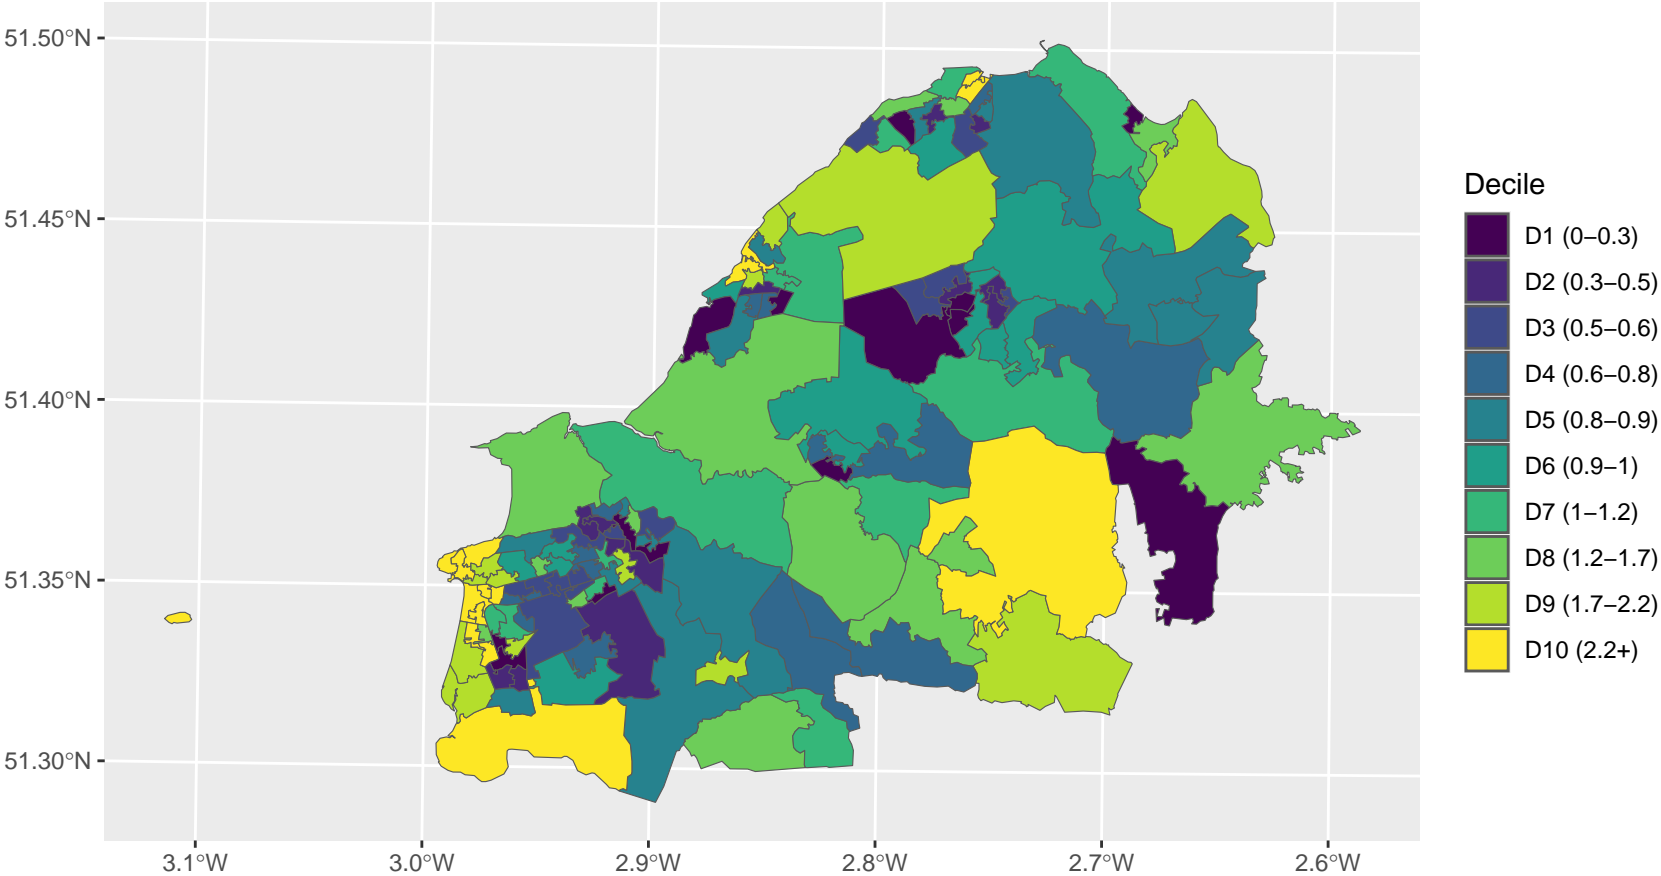 51.50°N
51.45°N
51.40°N
51.35°N
51.30°N
3.1°W
3.0°W
2.9°W
2.8°W
2.7°W
2.6°W
Decile
D1 (0−0.3)
D2 (0.3−0.5)
D3 (0.5−0.6)
D4 (0.6−0.8)
D5 (0.8−0.9)
D6 (0.9−1)
D7 (1−1.2)
D8 (1.2−1.7)
D9 (1.7−2.2)
D10 (2.2+)